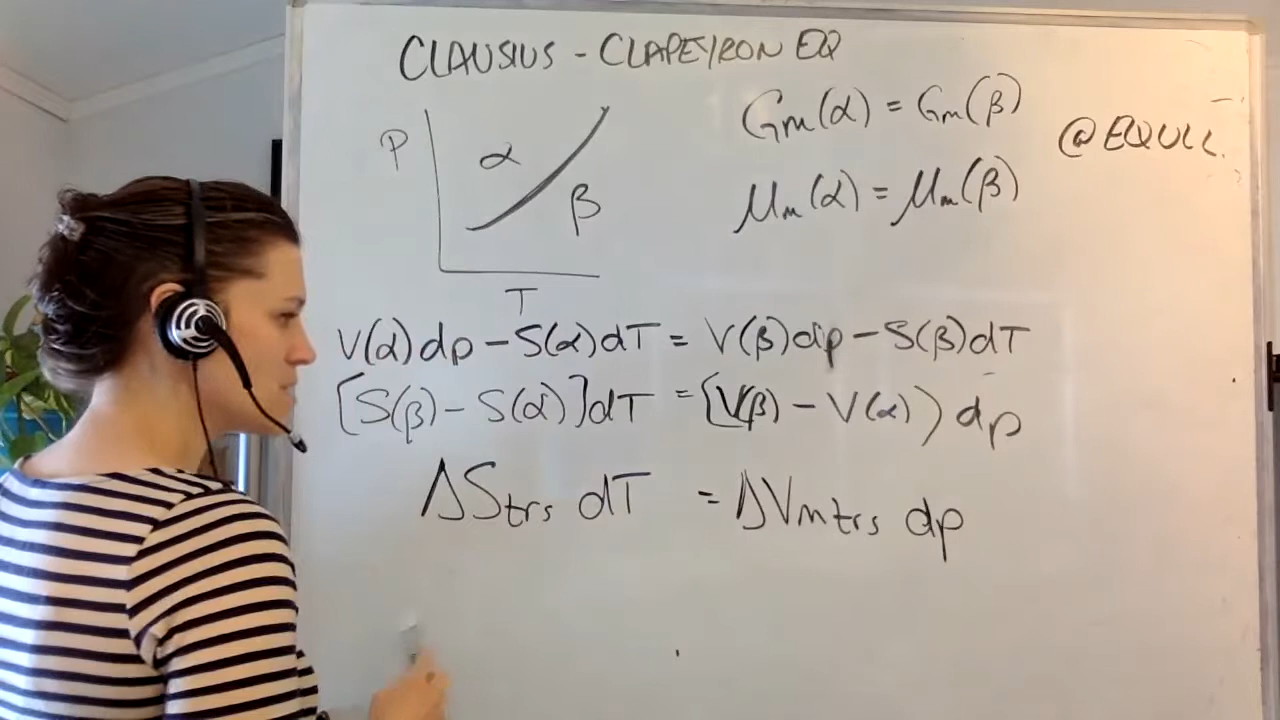 CLAUSIUS - CLAPEYRON EQ
P
α
β
T
Gm(α) = Gm(β)
@EQUIL.
μm(α) = μm(β)
V(α)dp - S(α)dT = V(β)dp - S(β)dT
[S(β) - S(α)]dT = [V(β) - V(α)) dp
ΔStrs dT = ΔVmtrs dp